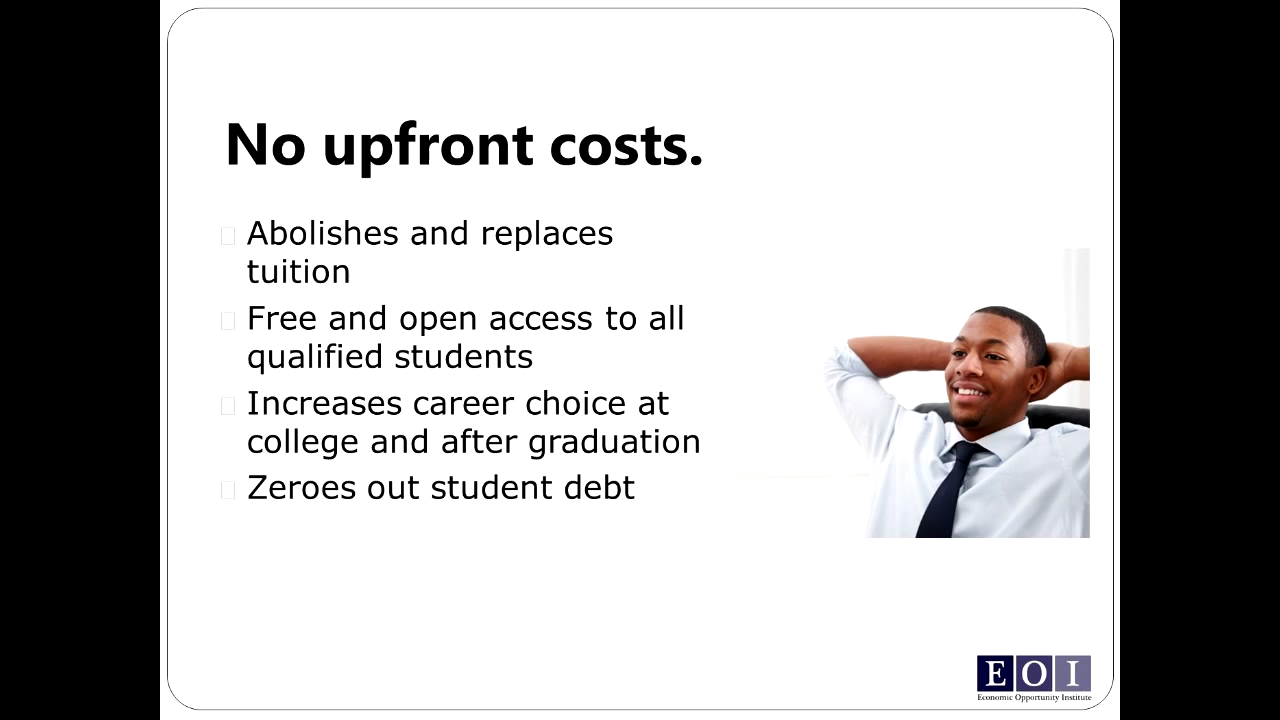 No upfront costs.
Abolishes and replaces
tuition
Free and open access to all
qualified students
Increases career choice at
college and after graduation
Zeroes out student debt
E O I
Economic Opportunity Institute